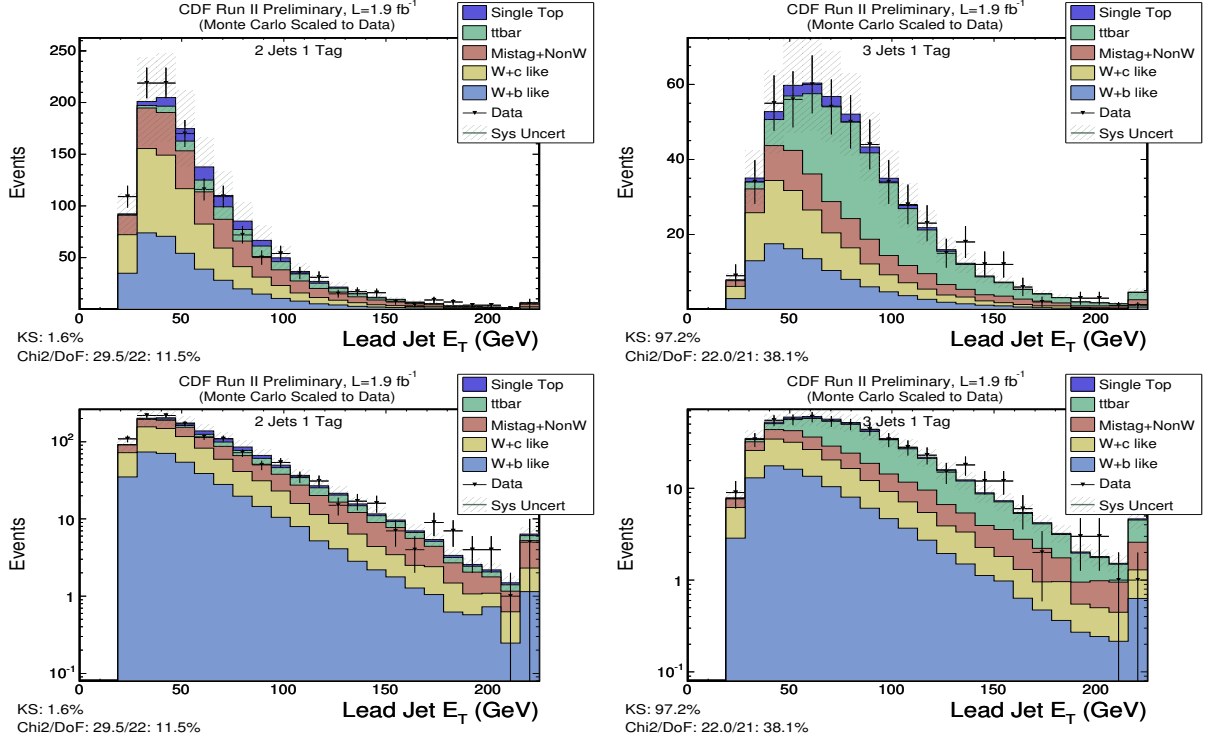 CDF Run II Preliminary, L=1.9 fb⁻¹
(Monte Carlo Scaled to Data)
2 Jets 1 Tag
Single Top
ttbar
Mistag+NonW
W+c like
W+b like
Data
Sys Uncert
Events
250
200
150
100
50
0 50 100 150 200
Lead Jet E_T (GeV)
KS: 1.6%
Chi2/DoF: 29.5/22: 11.5%
CDF Run II Preliminary, L=1.9 fb⁻¹
(Monte Carlo Scaled to Data)
3 Jets 1 Tag
Single Top
ttbar
Mistag+NonW
W+c like
W+b like
Data
Sys Uncert
Events
60
40
20
0 50 100 150 200
Lead Jet E_T (GeV)
KS: 97.2%
Chi2/DoF: 22.0/21: 38.1%
CDF Run II Preliminary, L=1.9 fb⁻¹
(Monte Carlo Scaled to Data)
2 Jets 1 Tag
Single Top
ttbar
Mistag+NonW
W+c like
W+b like
Data
Sys Uncert
Events
10²
10
1
10⁻¹
0 50 100 150 200
Lead Jet E_T (GeV)
KS: 1.6%
Chi2/DoF: 29.5/22: 11.5%
CDF Run II Preliminary, L=1.9 fb⁻¹
(Monte Carlo Scaled to Data)
3 Jets 1 Tag
Single Top
ttbar
Mistag+NonW
W+c like
W+b like
Data
Sys Uncert
Events
10
1
10⁻¹
0 50 100 150 200
Lead Jet E_T (GeV)
KS: 97.2%
Chi2/DoF: 22.0/21: 38.1%